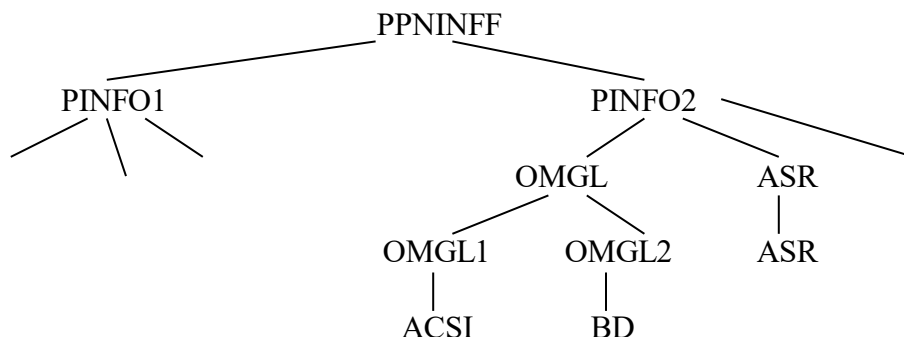 PPNINFF
PINFO1 PINFO2
OMGL ASR
OMGL1 OMGL2 ASR
ACSI BD